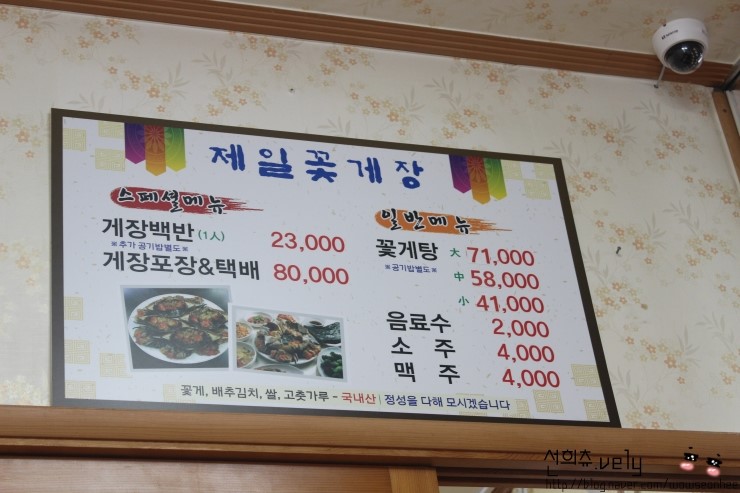 제일꽃게장
스페셜메뉴
게장백반 (1人) 23,000
※추가 공기밥별도※
게장포장&택배 80,000
일반메뉴
꽃게탕 大 71,000
※공기밥별도※ 中 58,000
小 41,000
음료수 2,000
소 주 4,000
맥 주 4,000
꽃게, 배추김치, 쌀, 고춧가루 - 국내산 | 정성을 다해 모시겠습니다
선희츄.vely